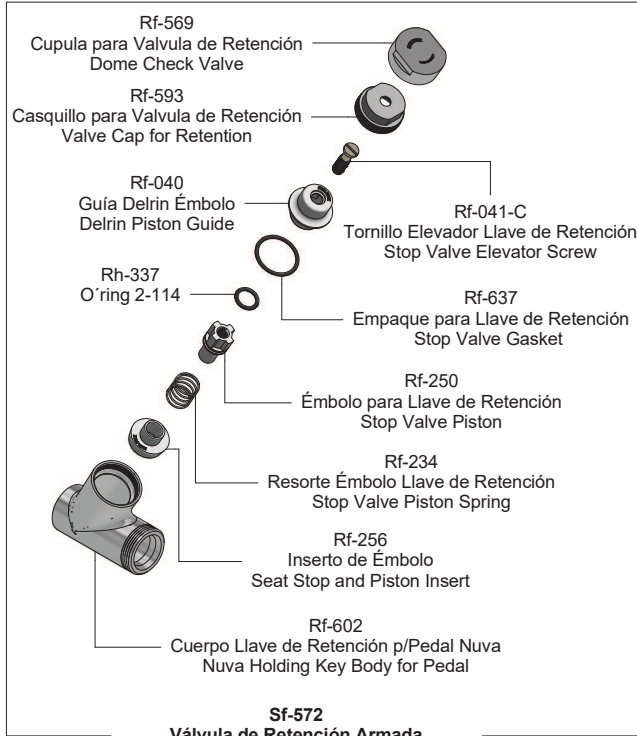 Rf-569
Cupula para Valvula de Retención
Dome Check Valve
Rf-593
Casquillo para Valvula de Retención
Valve Cap for Retention
Rf-040
Guía Delrin Émbolo
Delrin Piston Guide
Rf-041-C
Tornillo Elevador Llave de Retención
Stop Valve Elevator Screw
Rh-337
O´ring 2-114
Rf-637
Empaque para Llave de Retención
Stop Valve Gasket
Rf-250
Émbolo para Llave de Retención
Stop Valve Piston
Rf-234
Resorte Émbolo Llave de Retención
Stop Valve Piston Spring
Rf-256
Inserto de Émbolo
Seat Stop and Piston Insert
Rf-602
Cuerpo Llave de Retención p/Pedal Nuva
Nuva Holding Key Body for Pedal
Sf-572
Válvula de Retención Armada